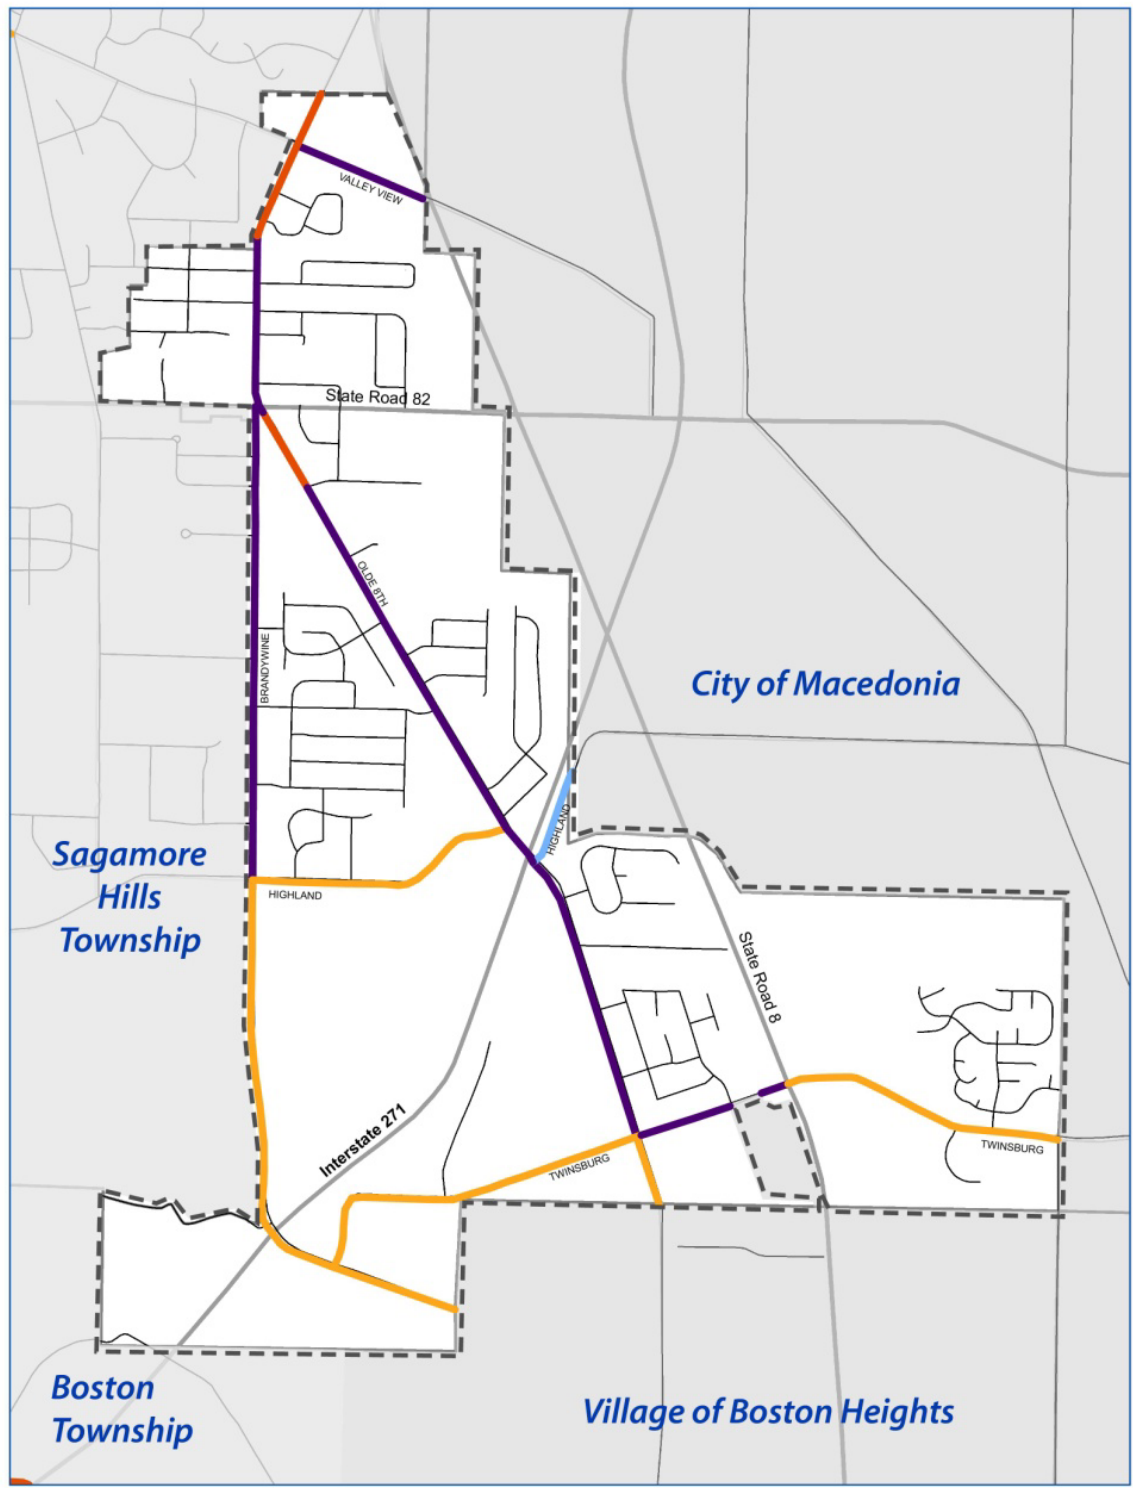 VALLEY VIEW
State Road 82
OLDE 8TH
BRANDYWINE
City of Macedonia
HIGHLAND
Sagamore
Hills
Township
HIGHLAND
State Road 8
Interstate 271
TWINSBURG
TWINSBURG
Boston
Township
Village of Boston Heights